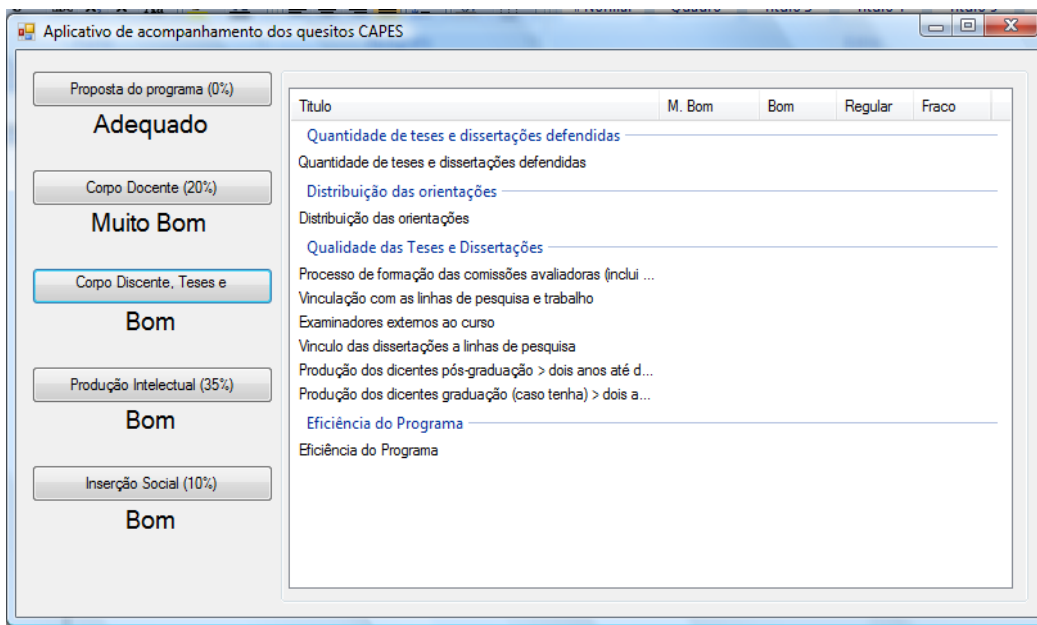 Aplicativo de acompanhamento dos quesitos CAPES
Proposta do programa (0%)
Adequado
Corpo Docente (20%)
Muito Bom
Corpo Discente, Teses e
Bom
Produção Intelectual (35%)
Bom
Inserção Social (10%)
Bom
Titulo M. Bom Bom Regular Fraco
Quantidade de teses e dissertações defendidas
Quantidade de teses e dissertações defendidas
Distribuição das orientações
Distribuição das orientações
Qualidade das Teses e Dissertações
Processo de formação das comissões avaliadoras (inclui ...
Vinculação com as linhas de pesquisa e trabalho
Examinadores externos ao curso
Vinculo das dissertações a linhas de pesquisa
Produção dos dicentes pós-graduação > dois anos até d...
Produção dos dicentes graduação (caso tenha) > dois a...
Eficiência do Programa
Eficiência do Programa